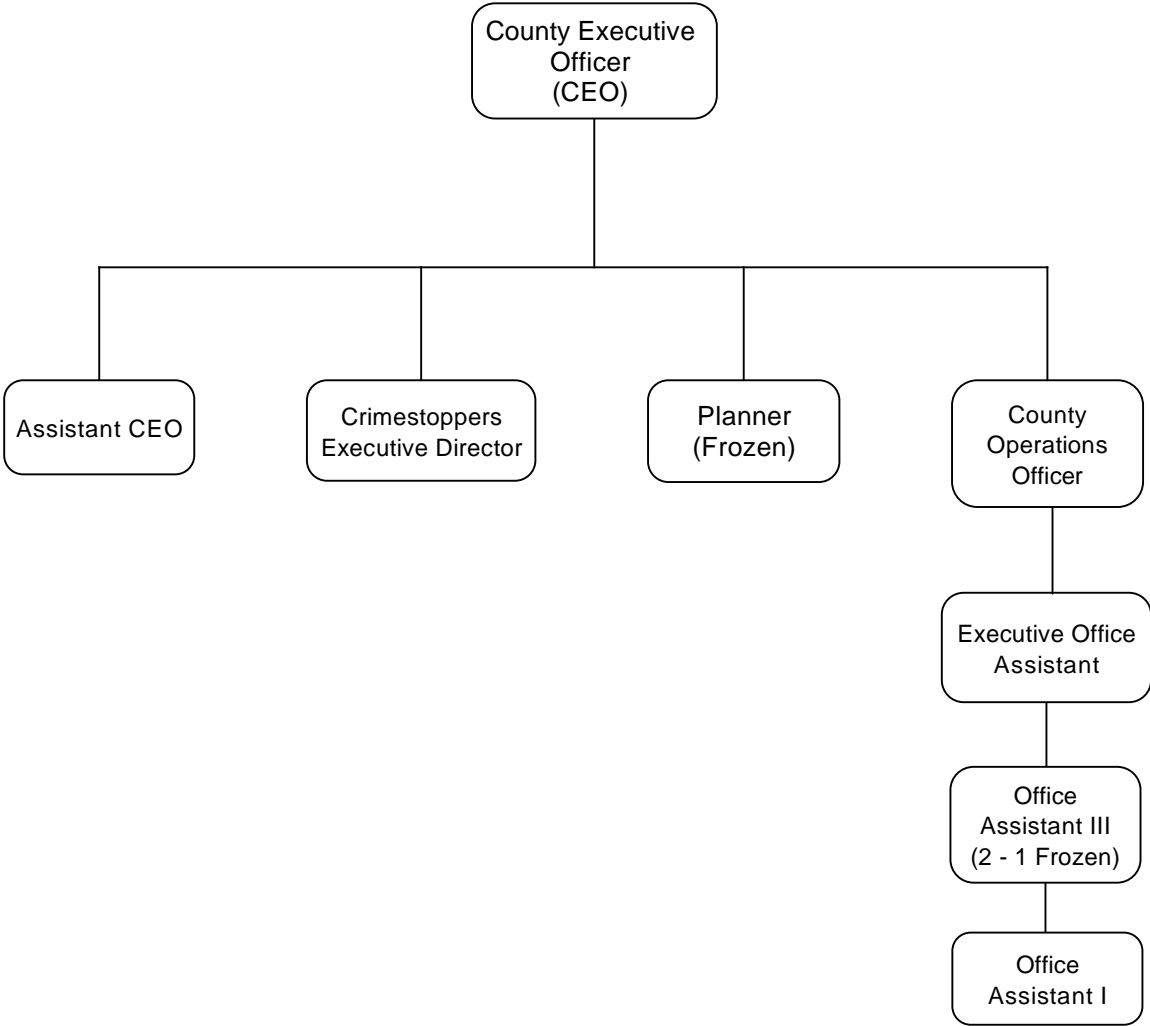 County Executive
Officer
(CEO)
Assistant CEO
Crimestoppers
Executive Director
Planner
(Frozen)
County
Operations
Officer
Executive Office
Assistant
Office
Assistant III
(2 - 1 Frozen)
Office
Assistant I